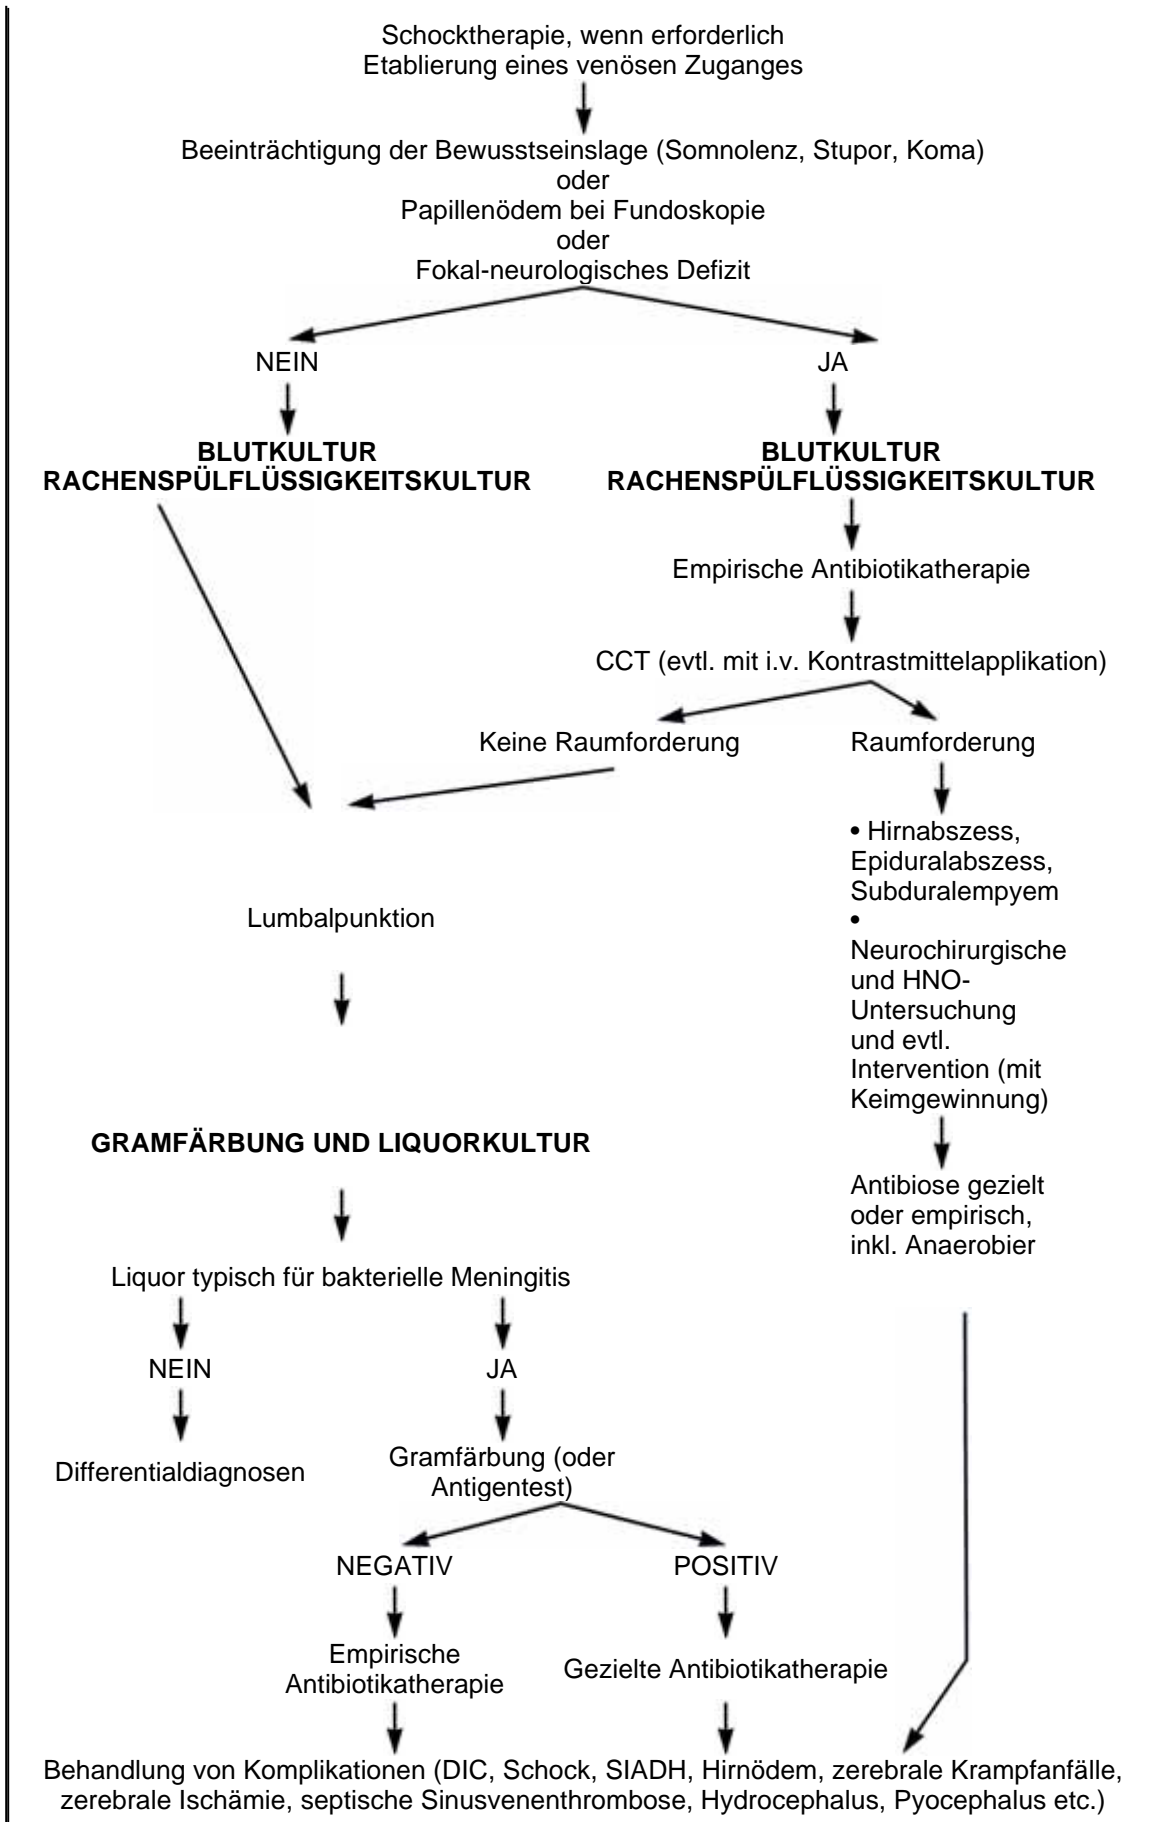 Schocktherapie, wenn erforderlich
Etablierung eines venösen Zuganges
Beeinträchtigung der Bewusstseinslage (Somnolenz, Stupor, Koma)
oder
Papillenödem bei Fundoskopie
oder
Fokal-neurologisches Defizit
NEIN
JA
BLUTKULTUR
RACHENSPÜLFLÜSSIGKEITSKULTUR
BLUTKULTUR
RACHENSPÜLFLÜSSIGKEITSKULTUR
Empirische Antibiotikatherapie
CCT (evtl. mit i.v. Kontrastmittelapplikation)
Keine Raumforderung
Raumforderung
• Hirnabszess,
Epiduralabszess,
Subduralempyem
•
Neurochirurgische
und HNO-
Untersuchung
und evtl.
Intervention (mit
Keimgewinnung)
Lumbalpunktion
GRAMFÄRBUNG UND LIQUORKULTUR
Antibiose gezielt
oder empirisch,
inkl. Anaerobier
Liquor typisch für bakterielle Meningitis
NEIN
JA
Differentialdiagnosen
Gramfärbung (oder
Antigentest)
NEGATIV
POSITIV
Empirische
Antibiotikatherapie
Gezielte Antibiotikatherapie
Behandlung von Komplikationen (DIC, Schock, SIADH, Hirnödem, zerebrale Krampfanfälle,
zerebrale Ischämie, septische Sinusvenenthrombose, Hydrocephalus, Pyocephalus etc.)